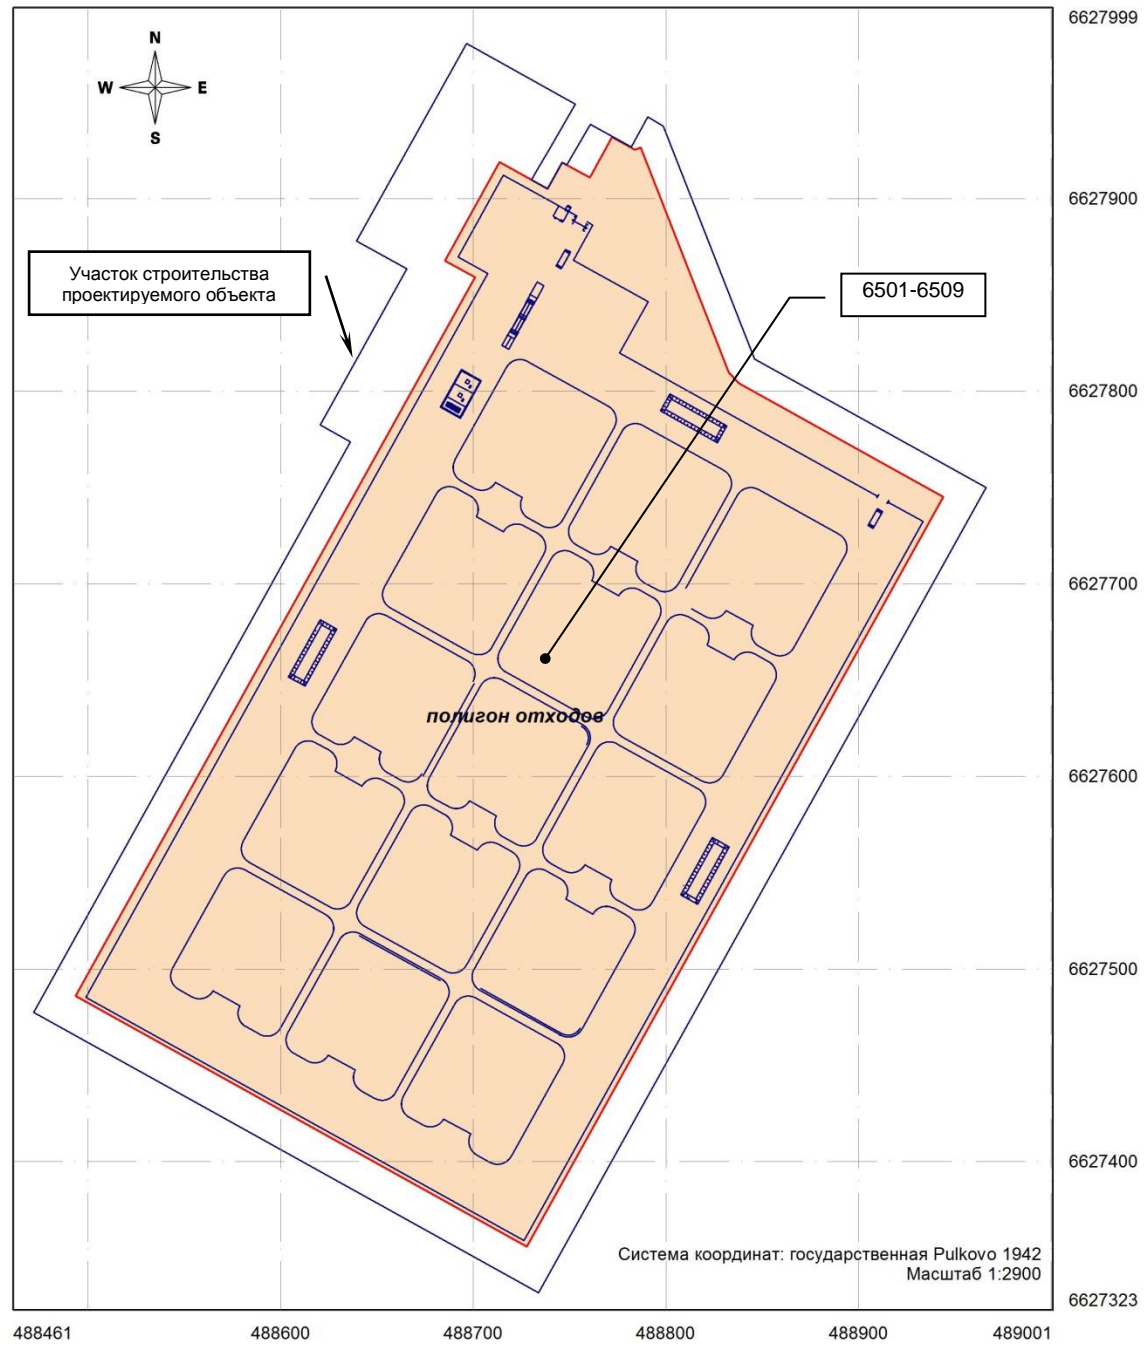 6627999
N
W E
S
6627900
Участок строительства
проектируемого объекта
6501-6509
6627800
6627700
полигон отходов
6627600
6627500
6627400
Система координат: государственная Pulkovo 1942
Масштаб 1:2900
6627323
488461 488600 488700 488800 488900 489001